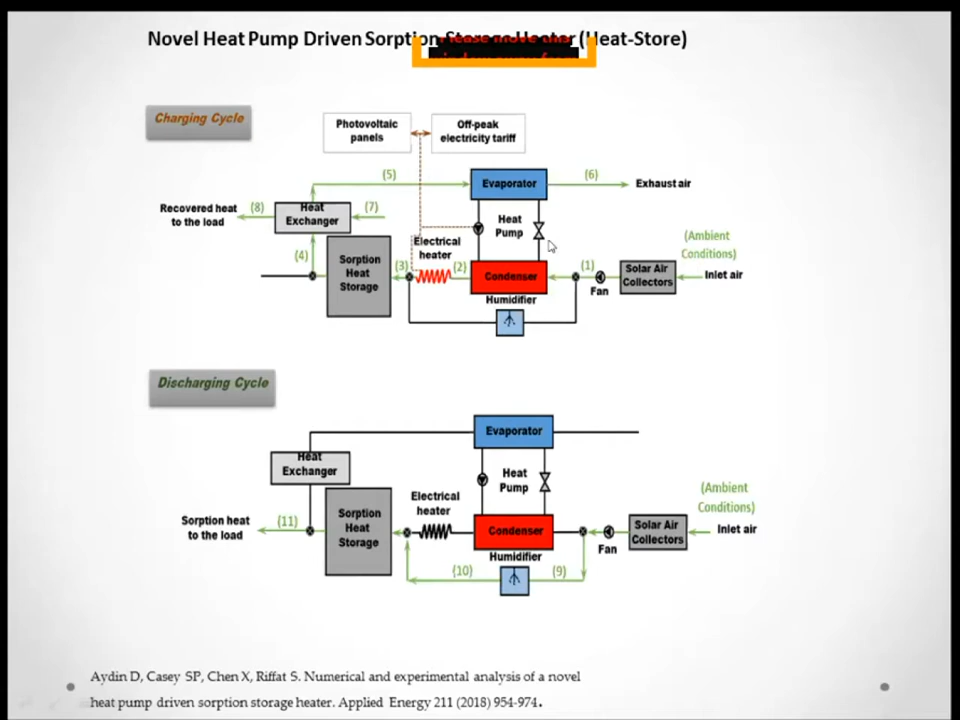 Novel Heat Pump Driven Sorption Storage Heater (Heat-Store)
Charging Cycle
Photovoltaic
panels
Off-peak
electricity tariff
(5)
Evaporator
(6)
Exhaust air
Recovered heat
to the load
(8)
Heat
Exchanger
(7)
Heat
Pump
(4)
Sorption
Heat
Storage
(3)
Electrical
heater
(2)
Condenser
(1)
Fan
Solar Air
Collectors
(Ambient
Conditions)
Inlet air
Humidifier
Discharging Cycle
Evaporator
Heat
Exchanger
Heat
Pump
Sorption heat
to the load
(11)
Sorption
Heat
Storage
Electrical
heater
Condenser
Fan
Solar Air
Collectors
(Ambient
Conditions)
Inlet air
Humidifier
(10)
(9)
Aydin D, Casey SP, Chen X, Riffat S. Numerical and experimental analysis of a novel
heat pump driven sorption storage heater. Applied Energy 211 (2018) 954-974.